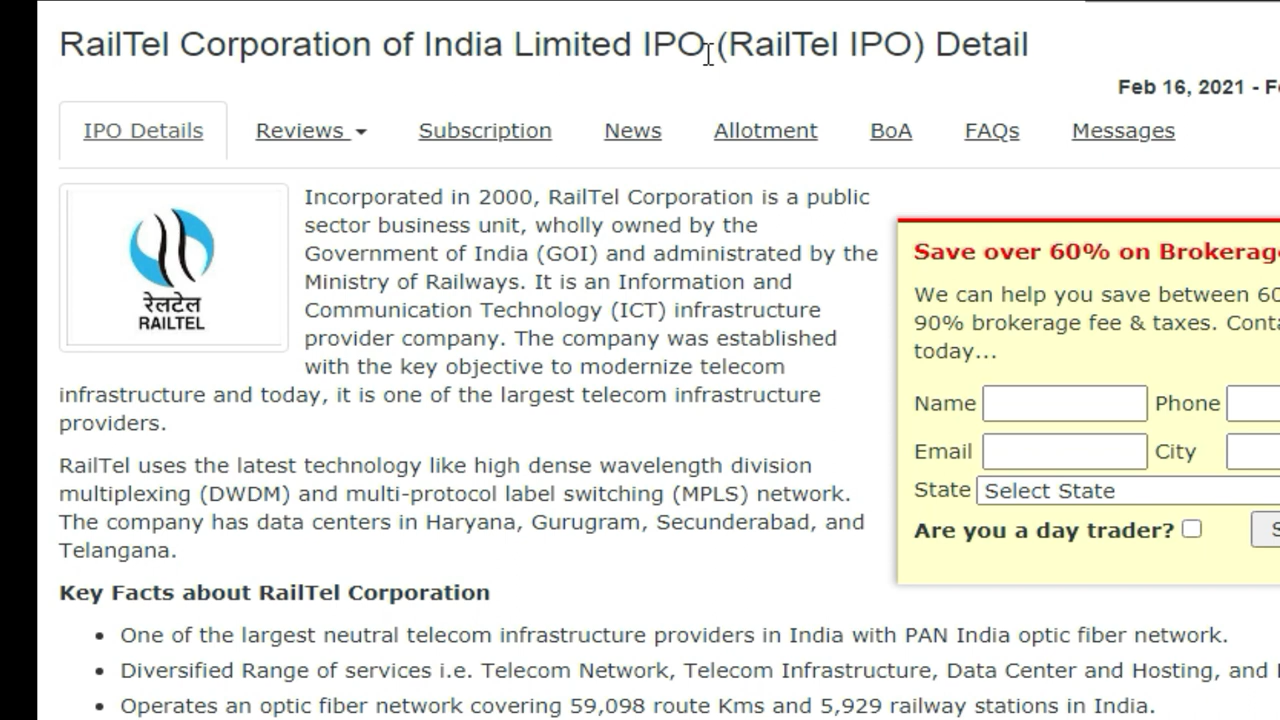 RailTel Corporation of India Limited IPO (RailTel IPO) Detail
Feb 16, 2021 -
IPO Details Reviews Subscription News Allotment BoA FAQs Messages
रेलटेल
RAILTEL
Incorporated in 2000, RailTel Corporation is a public
sector business unit, wholly owned by the
Government of India (GOI) and administrated by the
Ministry of Railways. It is an Information and
Communication Technology (ICT) infrastructure
provider company. The company was established
with the key objective to modernize telecom
infrastructure and today, it is one of the largest telecom infrastructure
providers.
RailTel uses the latest technology like high dense wavelength division
multiplexing (DWDM) and multi-protocol label switching (MPLS) network.
The company has data centers in Haryana, Gurugram, Secunderabad, and
Telangana.
Key Facts about RailTel Corporation
• One of the largest neutral telecom infrastructure providers in India with PAN India optic fiber network.
• Diversified Range of services i.e. Telecom Network, Telecom Infrastructure, Data Center and Hosting, and
• Operates an optic fiber network covering 59,098 route Kms and 5,929 railway stations in India.
Save over 60% on Brokerag
We can help you save between 60
90% brokerage fee & taxes. Conta
today...
Name Phone
Email City
State Select State
Are you a day trader?